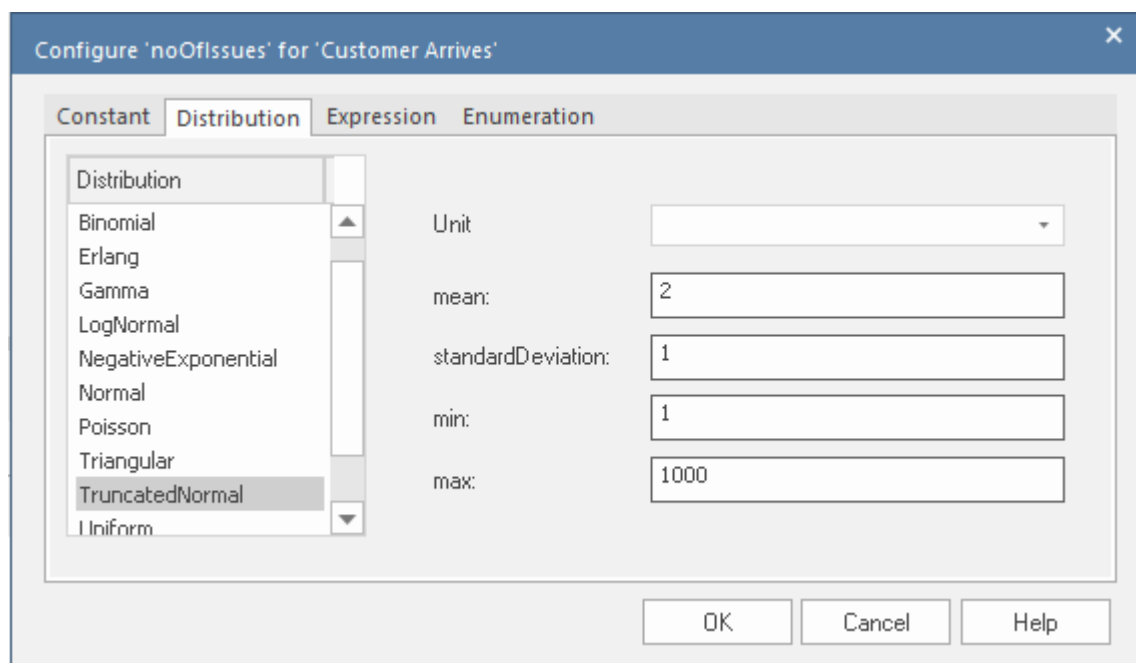 Configure 'noOfIssues' for 'Customer Arrives'
Constant Distribution Expression Enumeration
Distribution
Binomial
Erlang
Gamma
LogNormal
NegativeExponential
Normal
Poisson
Triangular
TruncatedNormal
Uniform
Unit
mean: 2
standardDeviation: 1
min: 1
max: 1000
OK Cancel Help